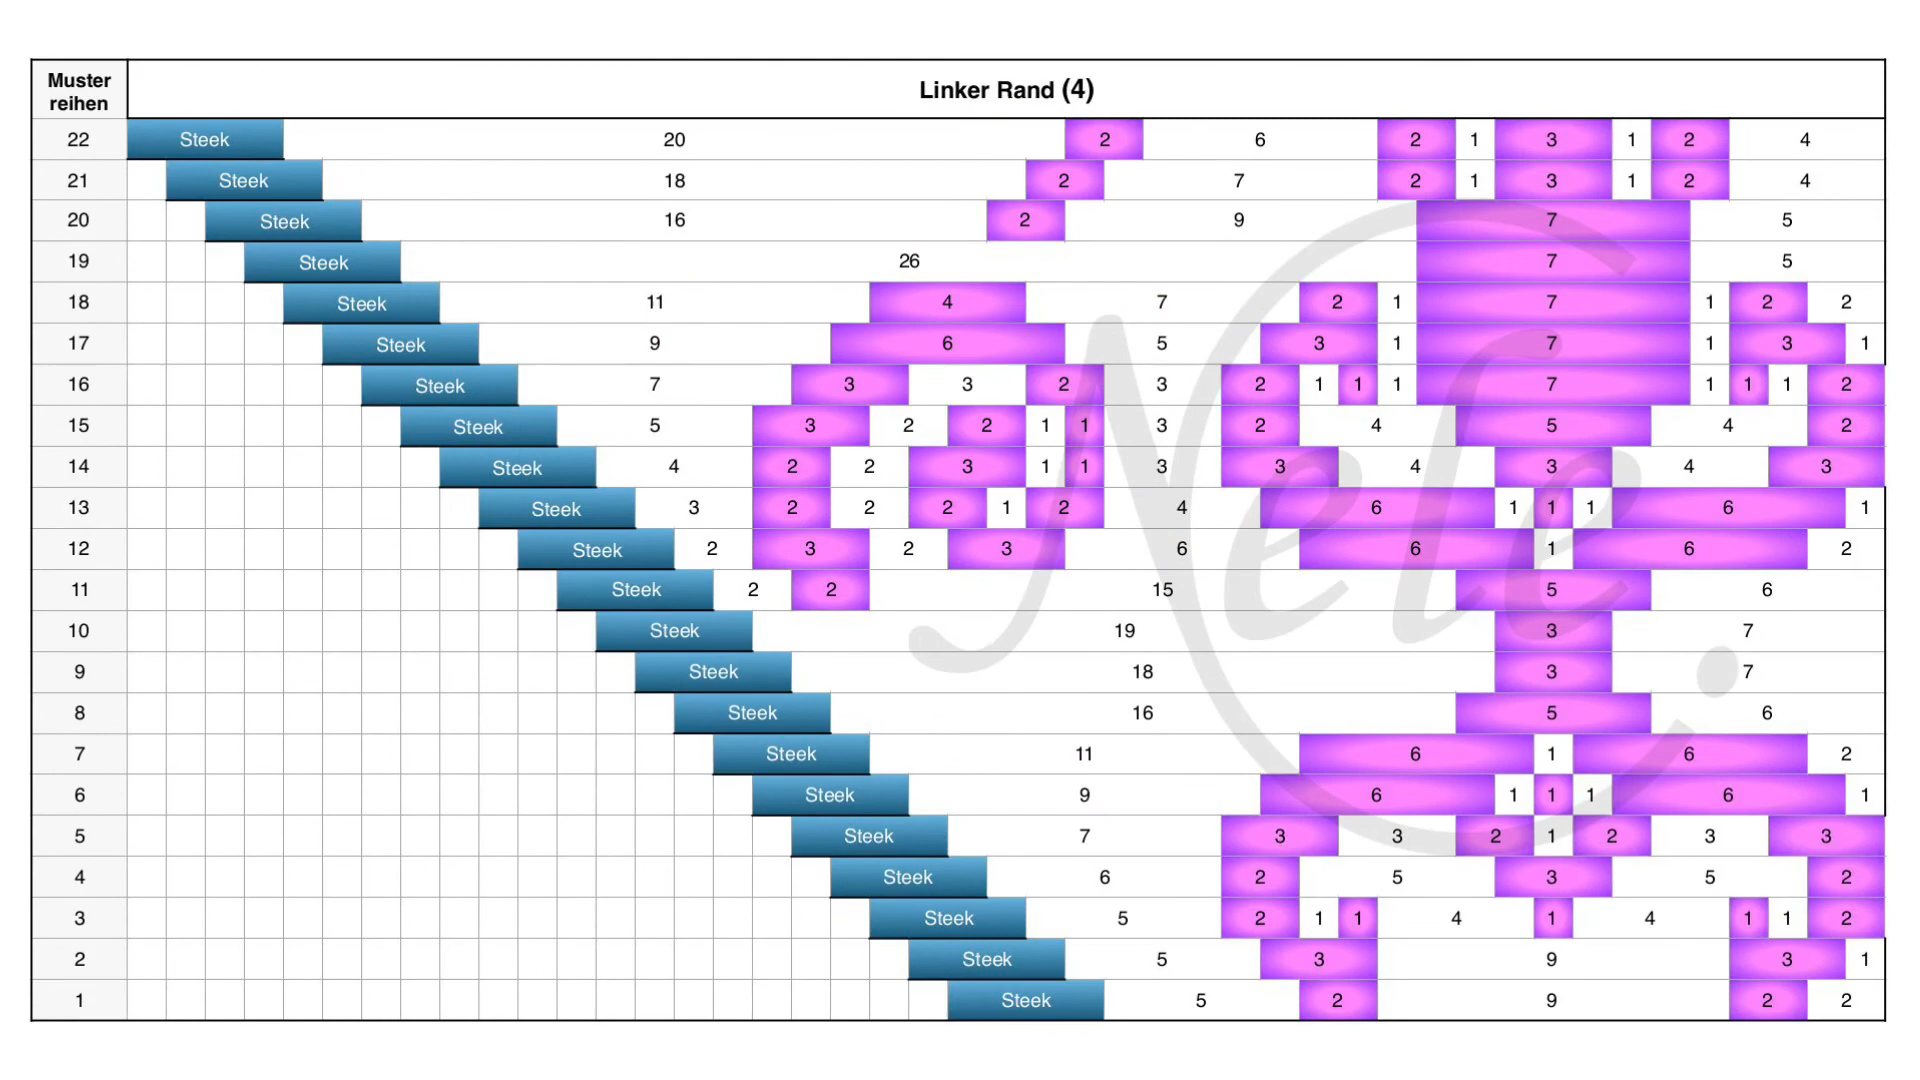 Muster reihen Linker Rand (4)
22 Steek 20 2 6 2 1 3 1 2 4
21 Steek 18 2 7 2 1 3 1 2 4
20 Steek 16 2 9 7 5
19 Steek 26 7 5
18 Steek 11 4 7 2 1 7 1 2 2
17 Steek 9 6 5 3 1 7 1 3 1
16 Steek 7 3 3 2 3 2 1 1 1 7 1 1 1 2
15 Steek 5 3 2 2 1 1 3 2 4 5 4 2
14 Steek 4 2 2 3 1 1 3 3 4 3 4 3
13 Steek 3 2 2 2 1 2 4 6 1 1 1 6 1
12 Steek 2 3 2 3 6 6 1 6 2
11 Steek 2 2 15 5 6
10 Steek 19 3 7
9 Steek 18 3 7
8 Steek 16 5 6
7 Steek 11 6 1 6 2
6 Steek 9 6 1 1 1 6 1
5 Steek 7 3 3 2 1 2 3 3
4 Steek 6 2 5 3 5 2
3 Steek 5 2 1 1 4 1 4 1 1 2
2 Steek 5 3 9 3 1
1 Steek 5 2 9 2 2
Nele C.